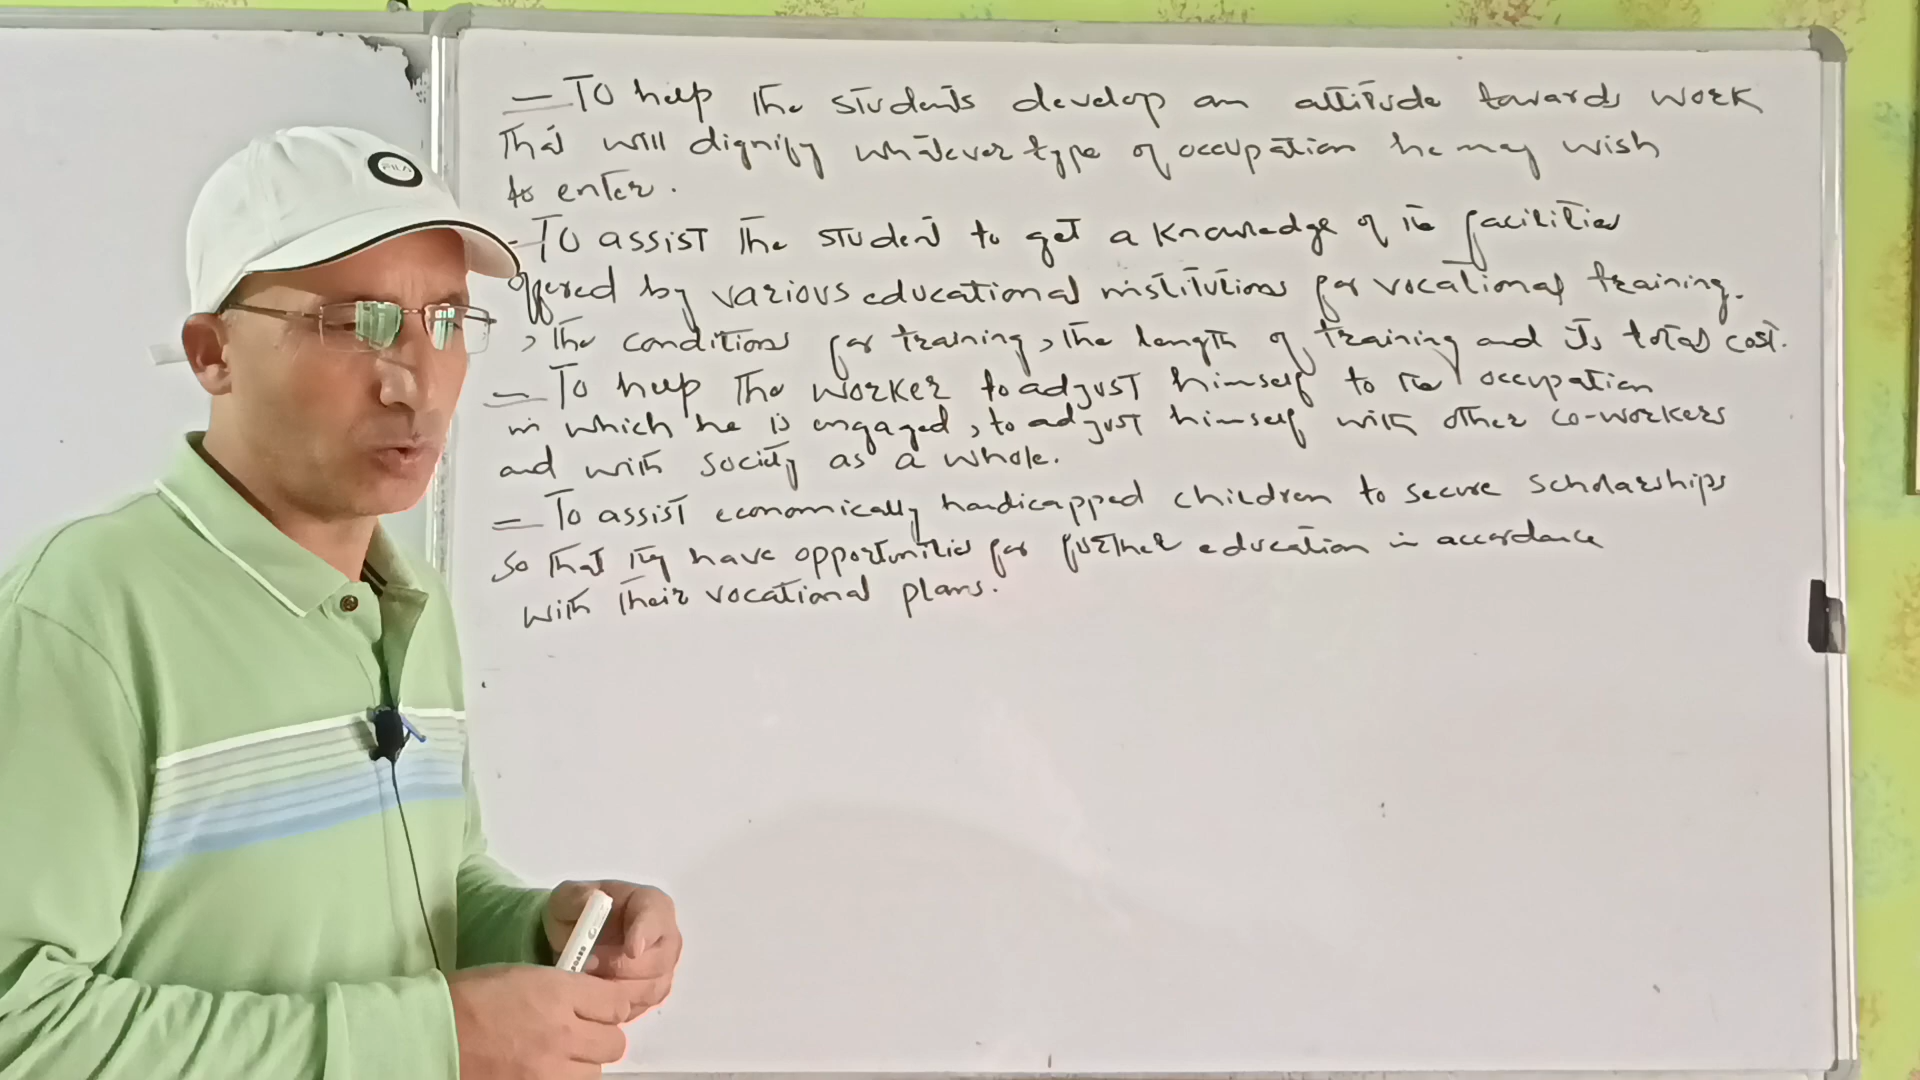 FILA
— To help the students develop an attitude towards work
that will dignify whatever type of occupation he may wish
to enter.
- To assist the student to get a knowledge of the facilities
offered by various educational institutions for vocational training.
, the conditions for training, the length of training and its total cost.
— To help the worker to adjust himself to the occupation
in which he is engaged, to adjust himself with other co-workers
and with society as a whole.
— To assist economically handicapped children to secure scholarships
so that they have opportunities for further education in accordance
with their vocational plans.
BOARD